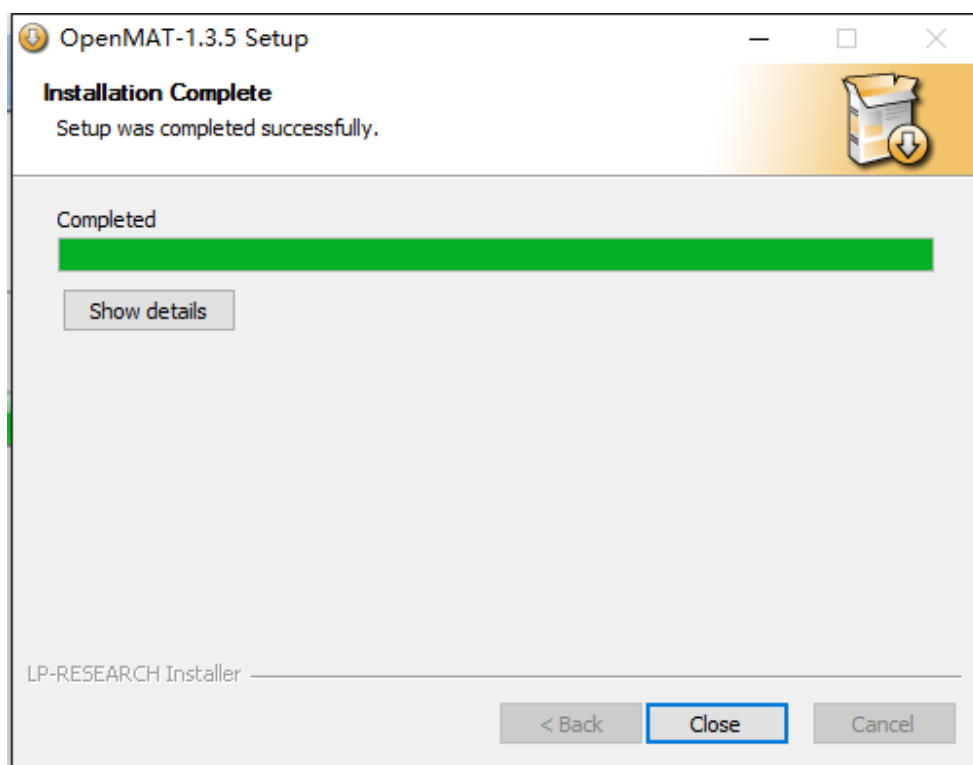 OpenMAT-1.3.5 Setup
Installation Complete
Setup was completed successfully.
Completed
Show details
LP-RESEARCH Installer
< Back Close Cancel